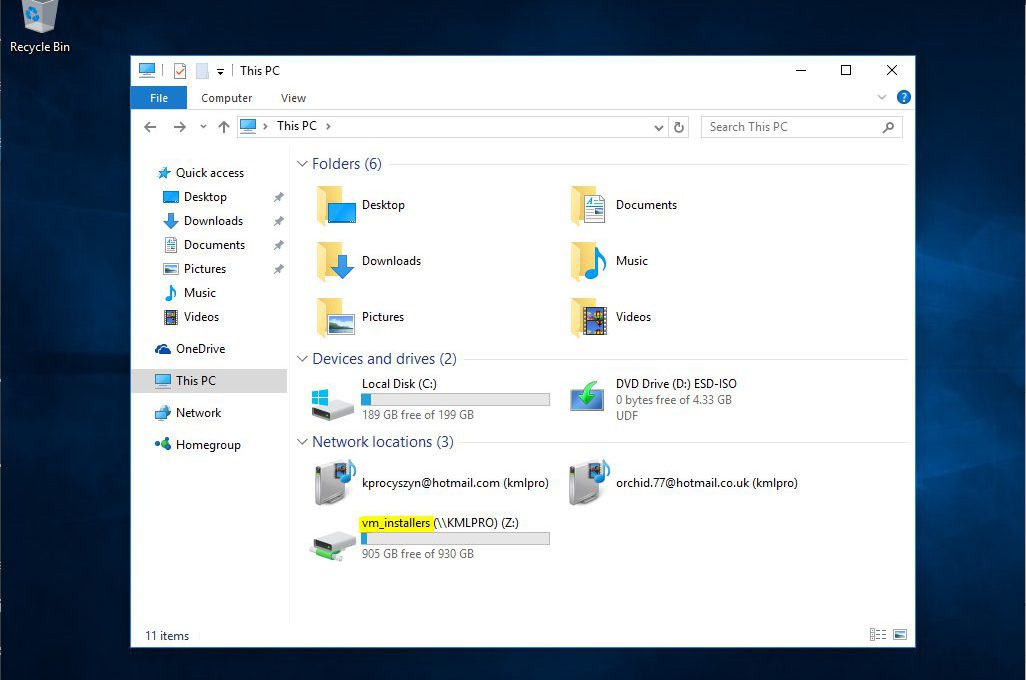 Recycle Bin
This PC
File Computer View
This PC
Search This PC
Quick access
Desktop
Downloads
Documents
Pictures
Music
Videos
OneDrive
This PC
Network
Homegroup
Folders (6)
Desktop
Documents
Downloads
Music
Pictures
Videos
Devices and drives (2)
Local Disk (C:)
189 GB free of 199 GB
DVD Drive (D:) ESD-ISO
0 bytes free of 4.33 GB
UDF
Network locations (3)
kprocyszyn@hotmail.com (kmlpro)
orchid.77@hotmail.co.uk (kmlpro)
vm_installers (\\KMLPRO) (Z:)
905 GB free of 930 GB
11 items